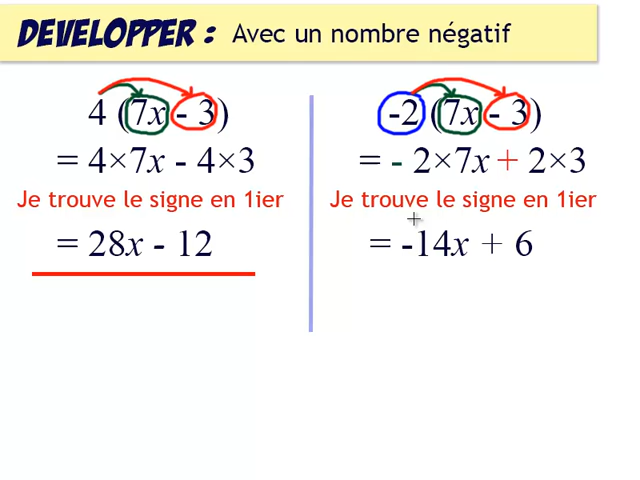 DEVELOPPER : Avec un nombre négatif
4 (7x - 3)
= 4×7x - 4×3
Je trouve le signe en 1ier
= 28x - 12
-2 (7x - 3)
= - 2×7x + 2×3
Je trouve le signe en 1ier
= -14x + 6